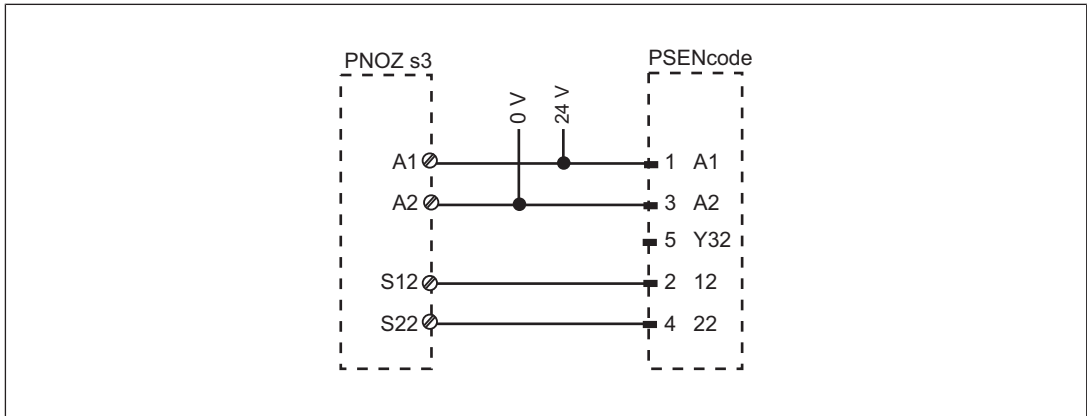 PNOZ s3
PSENcode
0 V
24 V
A1
1 A1
A2
3 A2
5 Y32
S12
2 12
S22
4 22